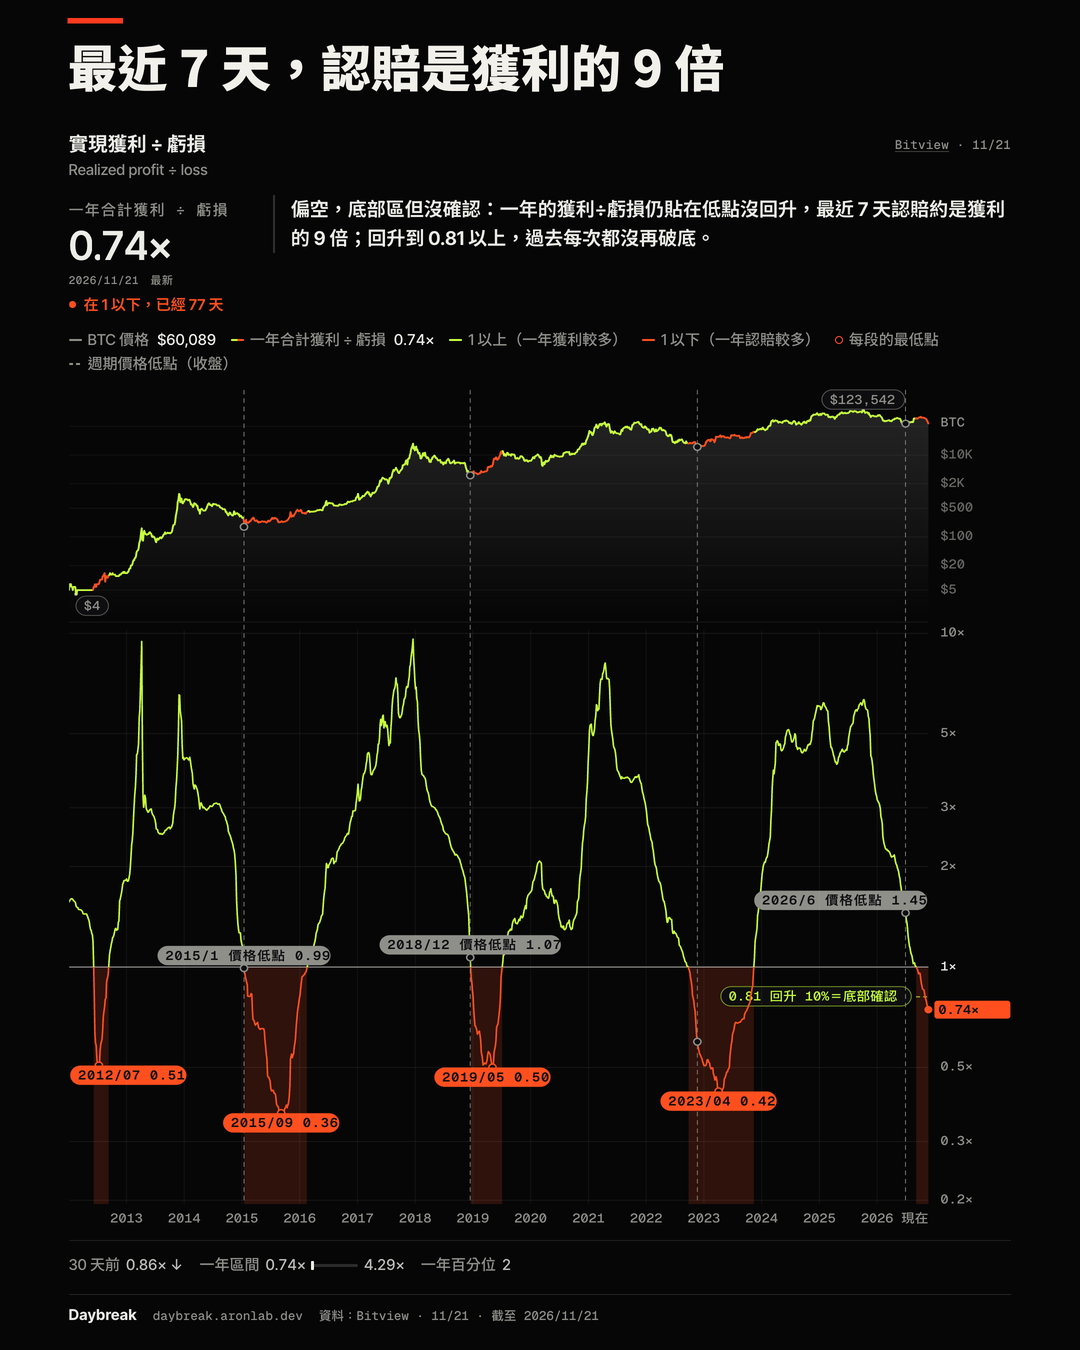 最近 7 天，認賠是獲利的 9 倍
實現獲利 ÷ 虧損
Bitview · 11/21
Realized profit ÷ loss
一年合計獲利 ÷ 虧損
0.74×
2026/11/21 最新
在 1 以下，已經 77 天
偏空，底部區但沒確認：一年的獲利÷虧損仍貼在低點沒回升，最近 7 天認賠約是獲利
的 9 倍；回升到 0.81 以上，過去每次都沒再破底。
BTC 價格 $60,089 一年合計獲利 ÷ 虧損 0.74× 1 以上（一年獲利較多） 1 以下（一年認賠較多） 每段的最低點
週期價格低點（收盤）
$123,542
BTC
$10K
$2K
$500
$100
$20
$5
$4
10×
5×
3×
2×
2026/6 價格低點 1.45
2018/12 價格低點 1.07
2015/1 價格低點 0.99
1×
0.81 回升 10%＝底部確認
0.74×
0.5×
2012/07 0.51
2019/05 0.50
2023/04 0.42
2015/09 0.36
0.3×
0.2×
2013 2014 2015 2016 2017 2018 2019 2020 2021 2022 2023 2024 2025 2026 現在
30 天前 0.86× ↓ 一年區間 0.74× 4.29× 一年百分位 2
Daybreak daybreak.aronlab.dev 資料：Bitview · 11/21 · 截至 2026/11/21